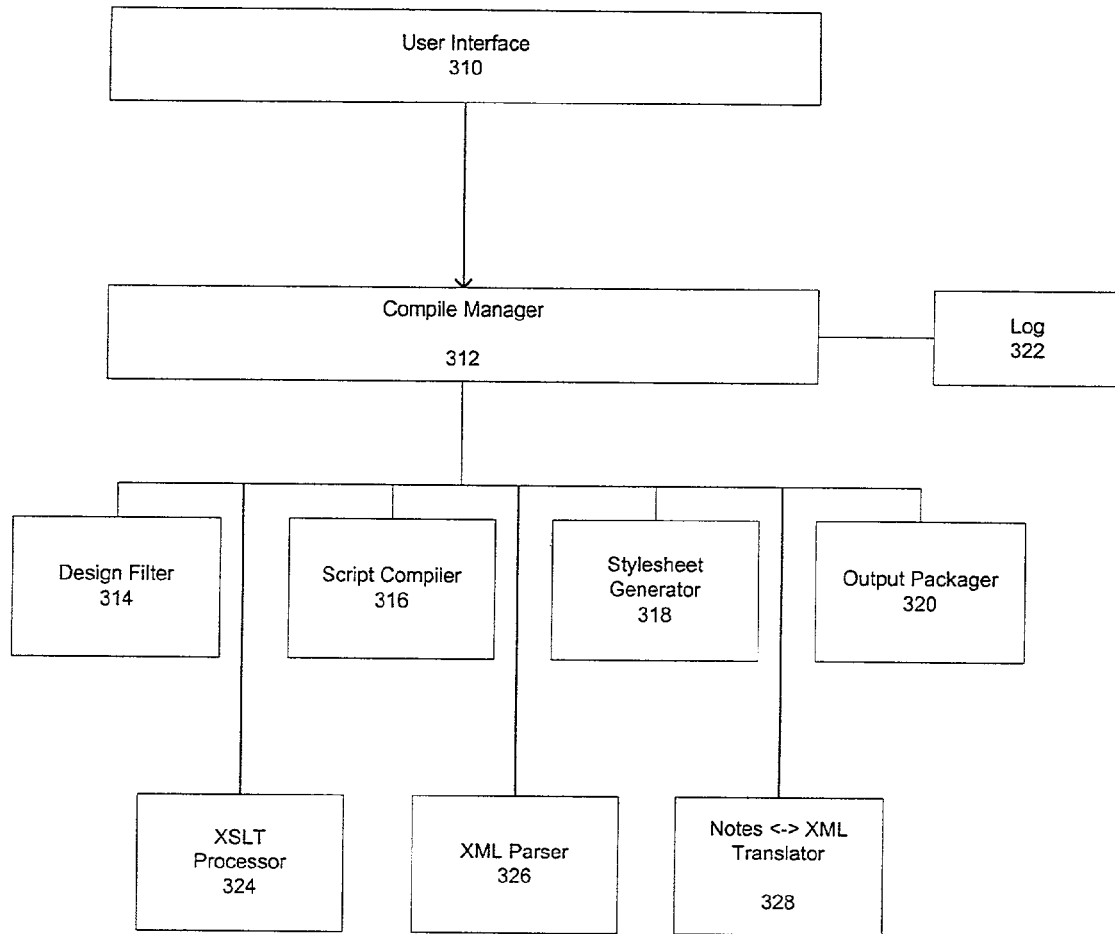 User Interface
310
Compile Manager
312
Log
322
Design Filter
314
Script Compiler
316
Stylesheet
Generator
318
Output Packager
320
XSLT
Processor
324
XML Parser
326
Notes <-> XML
Translator
328